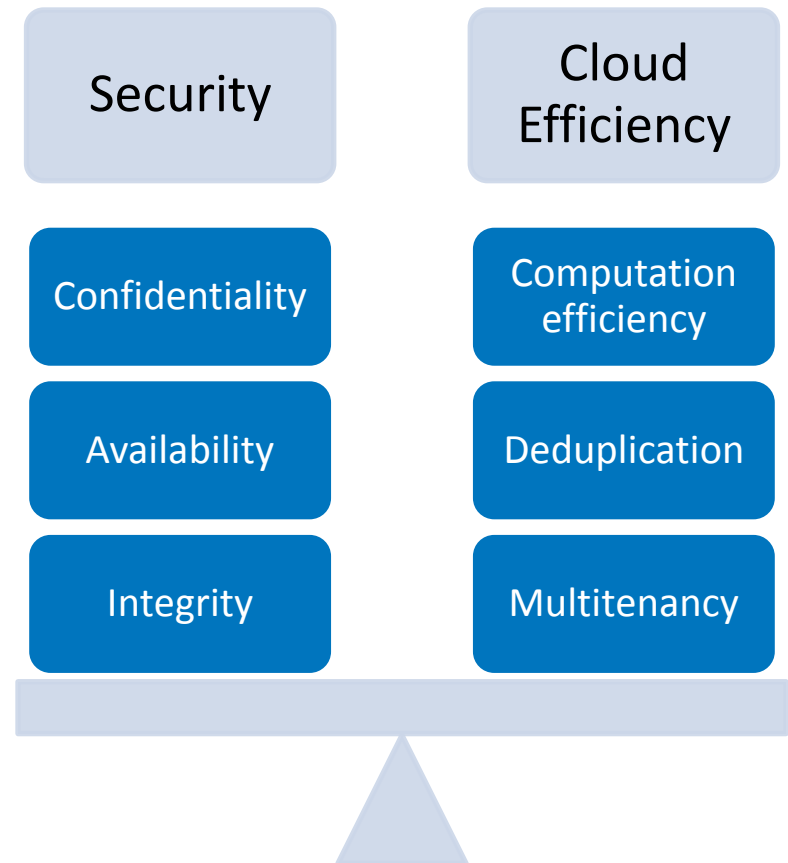 Security
Cloud
Efficiency
Confidentiality
Availability
Integrity
Computation
efficiency
Deduplication
Multitenancy